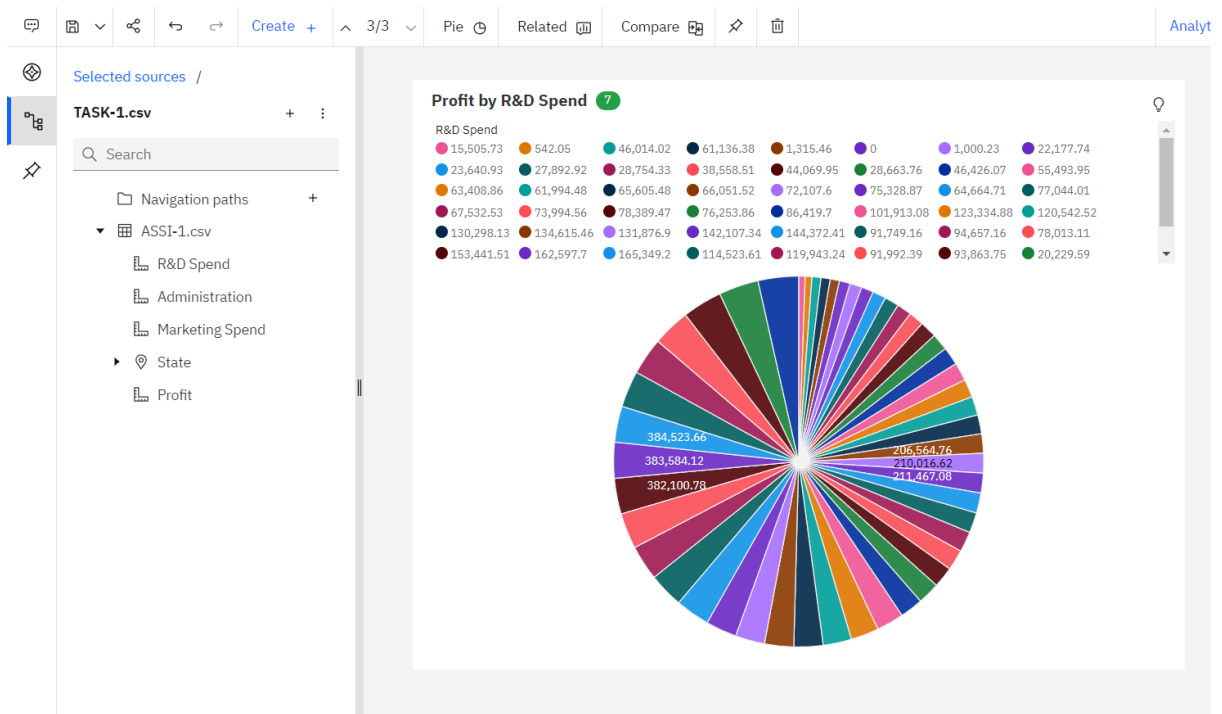 Create + 3/3 Pie Related Compare Analyt
Selected sources /
TASK-1.csv
Search
Navigation paths +
ASSI-1.csv
R&D Spend
Administration
Marketing Spend
State
Profit
Profit by R&D Spend 7
R&D Spend
15,505.73 542.05 46,014.02 61,136.38 1,315.46 0 1,000.23 22,177.74
23,640.93 27,892.92 28,754.33 38,558.51 44,069.95 28,663.76 46,426.07 55,493.95
63,408.86 61,994.48 65,605.48 66,051.52 72,107.6 75,328.87 64,664.71 77,044.01
67,532.53 73,994.56 78,389.47 76,253.86 86,419.7 101,913.08 123,334.88 120,542.52
130,298.13 134,615.46 131,876.9 142,107.34 144,372.41 91,749.16 94,657.16 78,013.11
153,441.51 162,597.7 165,349.2 114,523.61 119,943.24 91,992.39 93,863.75 20,229.59
384,523.66
383,584.12
382,100.78
206,564.76
210,016.62
211,467.08